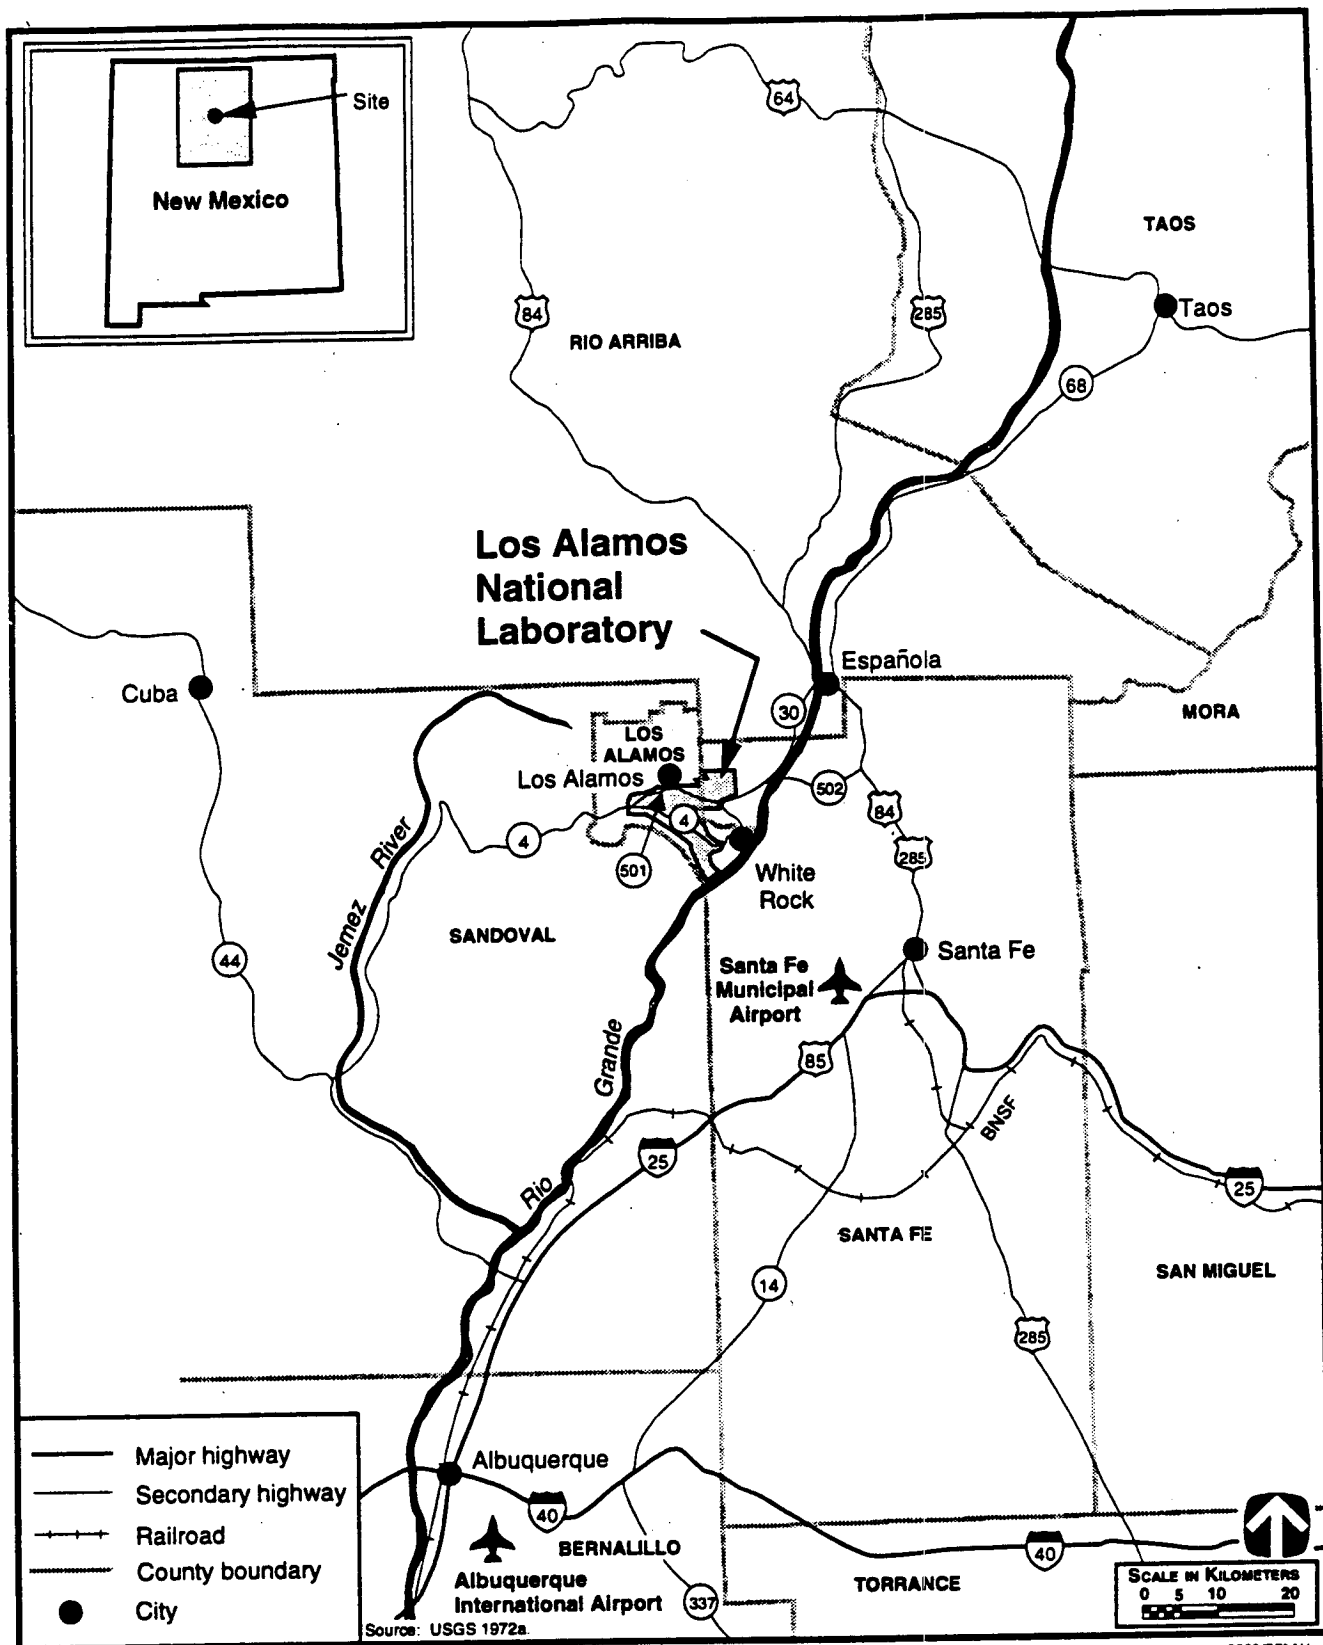 Site
New Mexico
64
TAOS
84
285
Taos
RIO ARRIBA
68
Los Alamos
National
Laboratory
Española
Cuba
30
MORA
LOS
ALAMOS
Los Alamos
502
4
4
84
River
501
285
White
Rock
Jemez
SANDOVAL
44
Santa Fe
Santa Fe
Municipal
Airport
Grande
85
BNSF
25
25
Rio
SANTA FE
14
SAN MIGUEL
285
Major highway
Secondary highway
Railroad
County boundary
City
Albuquerque
40
BERNALILLO
40
Albuquerque
International Airport
TORRANCE
337
SCALE IN KILOMETERS
0 5 10 20
Source: USGS 1972a.